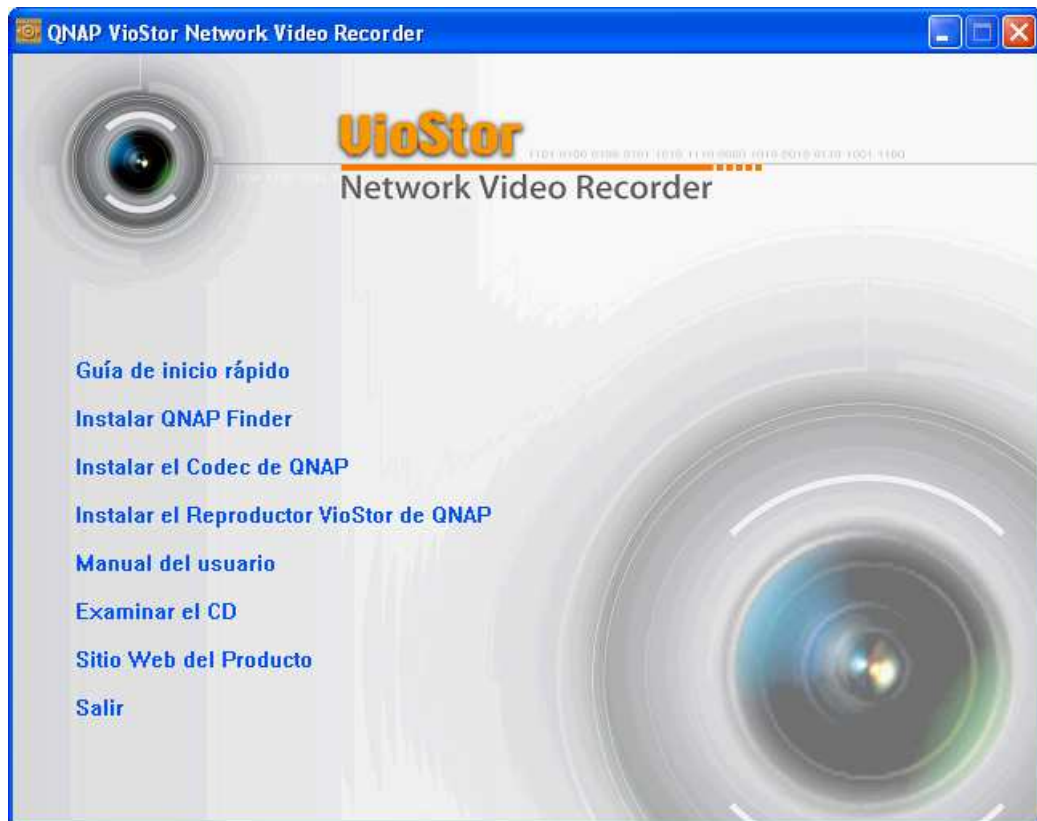 QNAP VioStor Network Video Recorder
VioStor
Network Video Recorder
Guía de inicio rápido
Instalar QNAP Finder
Instalar el Codec de QNAP
Instalar el Reproductor VioStor de QNAP
Manual del usuario
Examinar el CD
Sitio Web del Producto
Salir